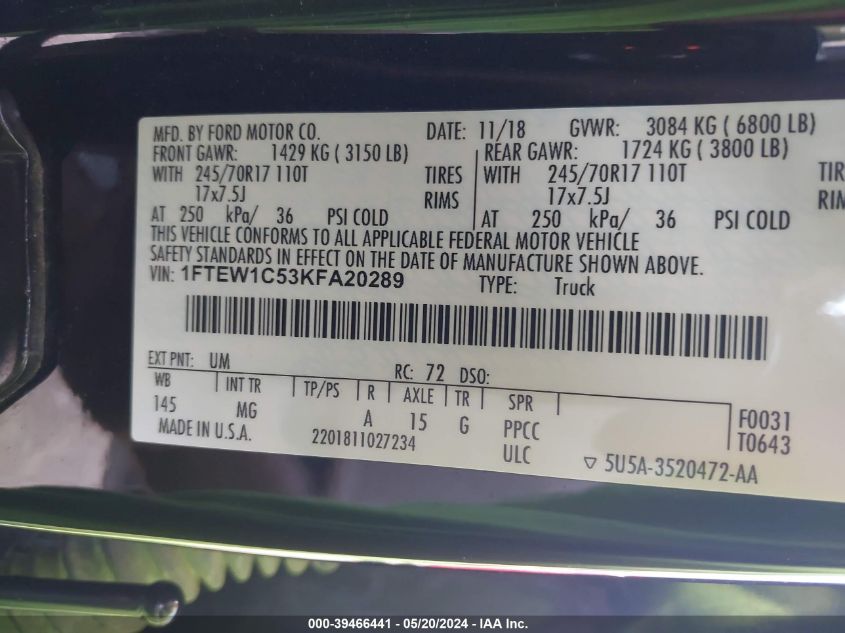 MFD. BY FORD MOTOR CO. DATE: 11/18 GVWR: 3084 KG ( 6800 LB)
FRONT GAWR: 1429 KG ( 3150 LB) REAR GAWR: 1724 KG ( 3800 LB)
WITH 245/70R17 110T TIRES WITH 245/70R17 110T
17x7.5J RIMS 17x7.5J
AT 250 kPa/ 36 PSI COLD AT 250 kPa/ 36 PSI COLD
THIS VEHICLE CONFORMS TO ALL APPLICABLE FEDERAL MOTOR VEHICLE
SAFETY STANDARDS IN EFFECT ON THE DATE OF MANUFACTURE SHOWN ABOVE.
VIN: 1FTEW1C53KFA20289 TYPE: Truck
EXT PNT: UM RC: 72 DSO:
WB INT TR TP/PS R AXLE TR SPR
145 MG A 15 G PPCC F0031
MADE IN U.S.A. 2201811027234 ULC T0643
5U5A-3520472-AA
000-39466441 - 05/20/2024 - IAA Inc.